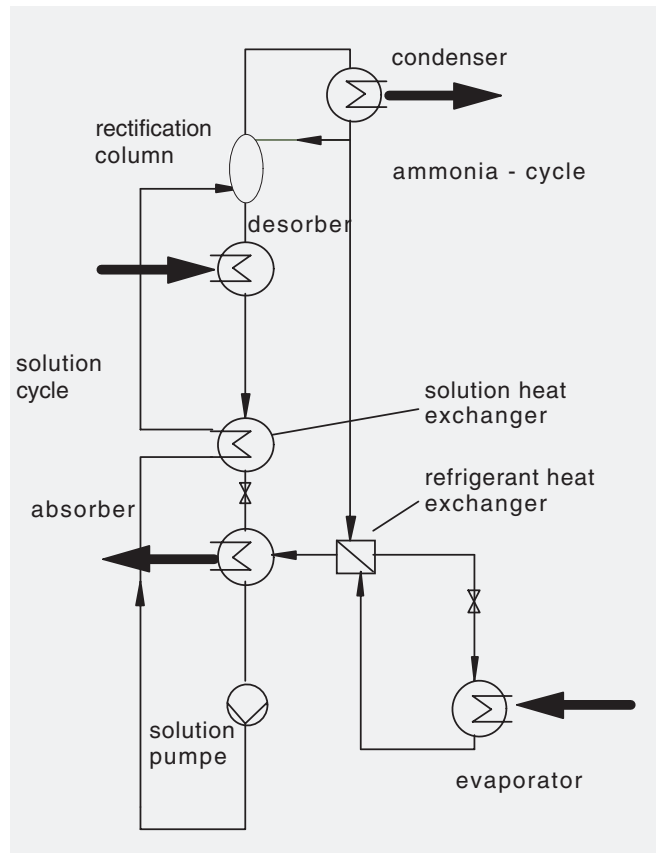 condenser
rectification
column
ammonia - cycle
desorber
solution
cycle
solution heat
exchanger
refrigerant heat
exchanger
absorber
solution
pumpe
evaporator